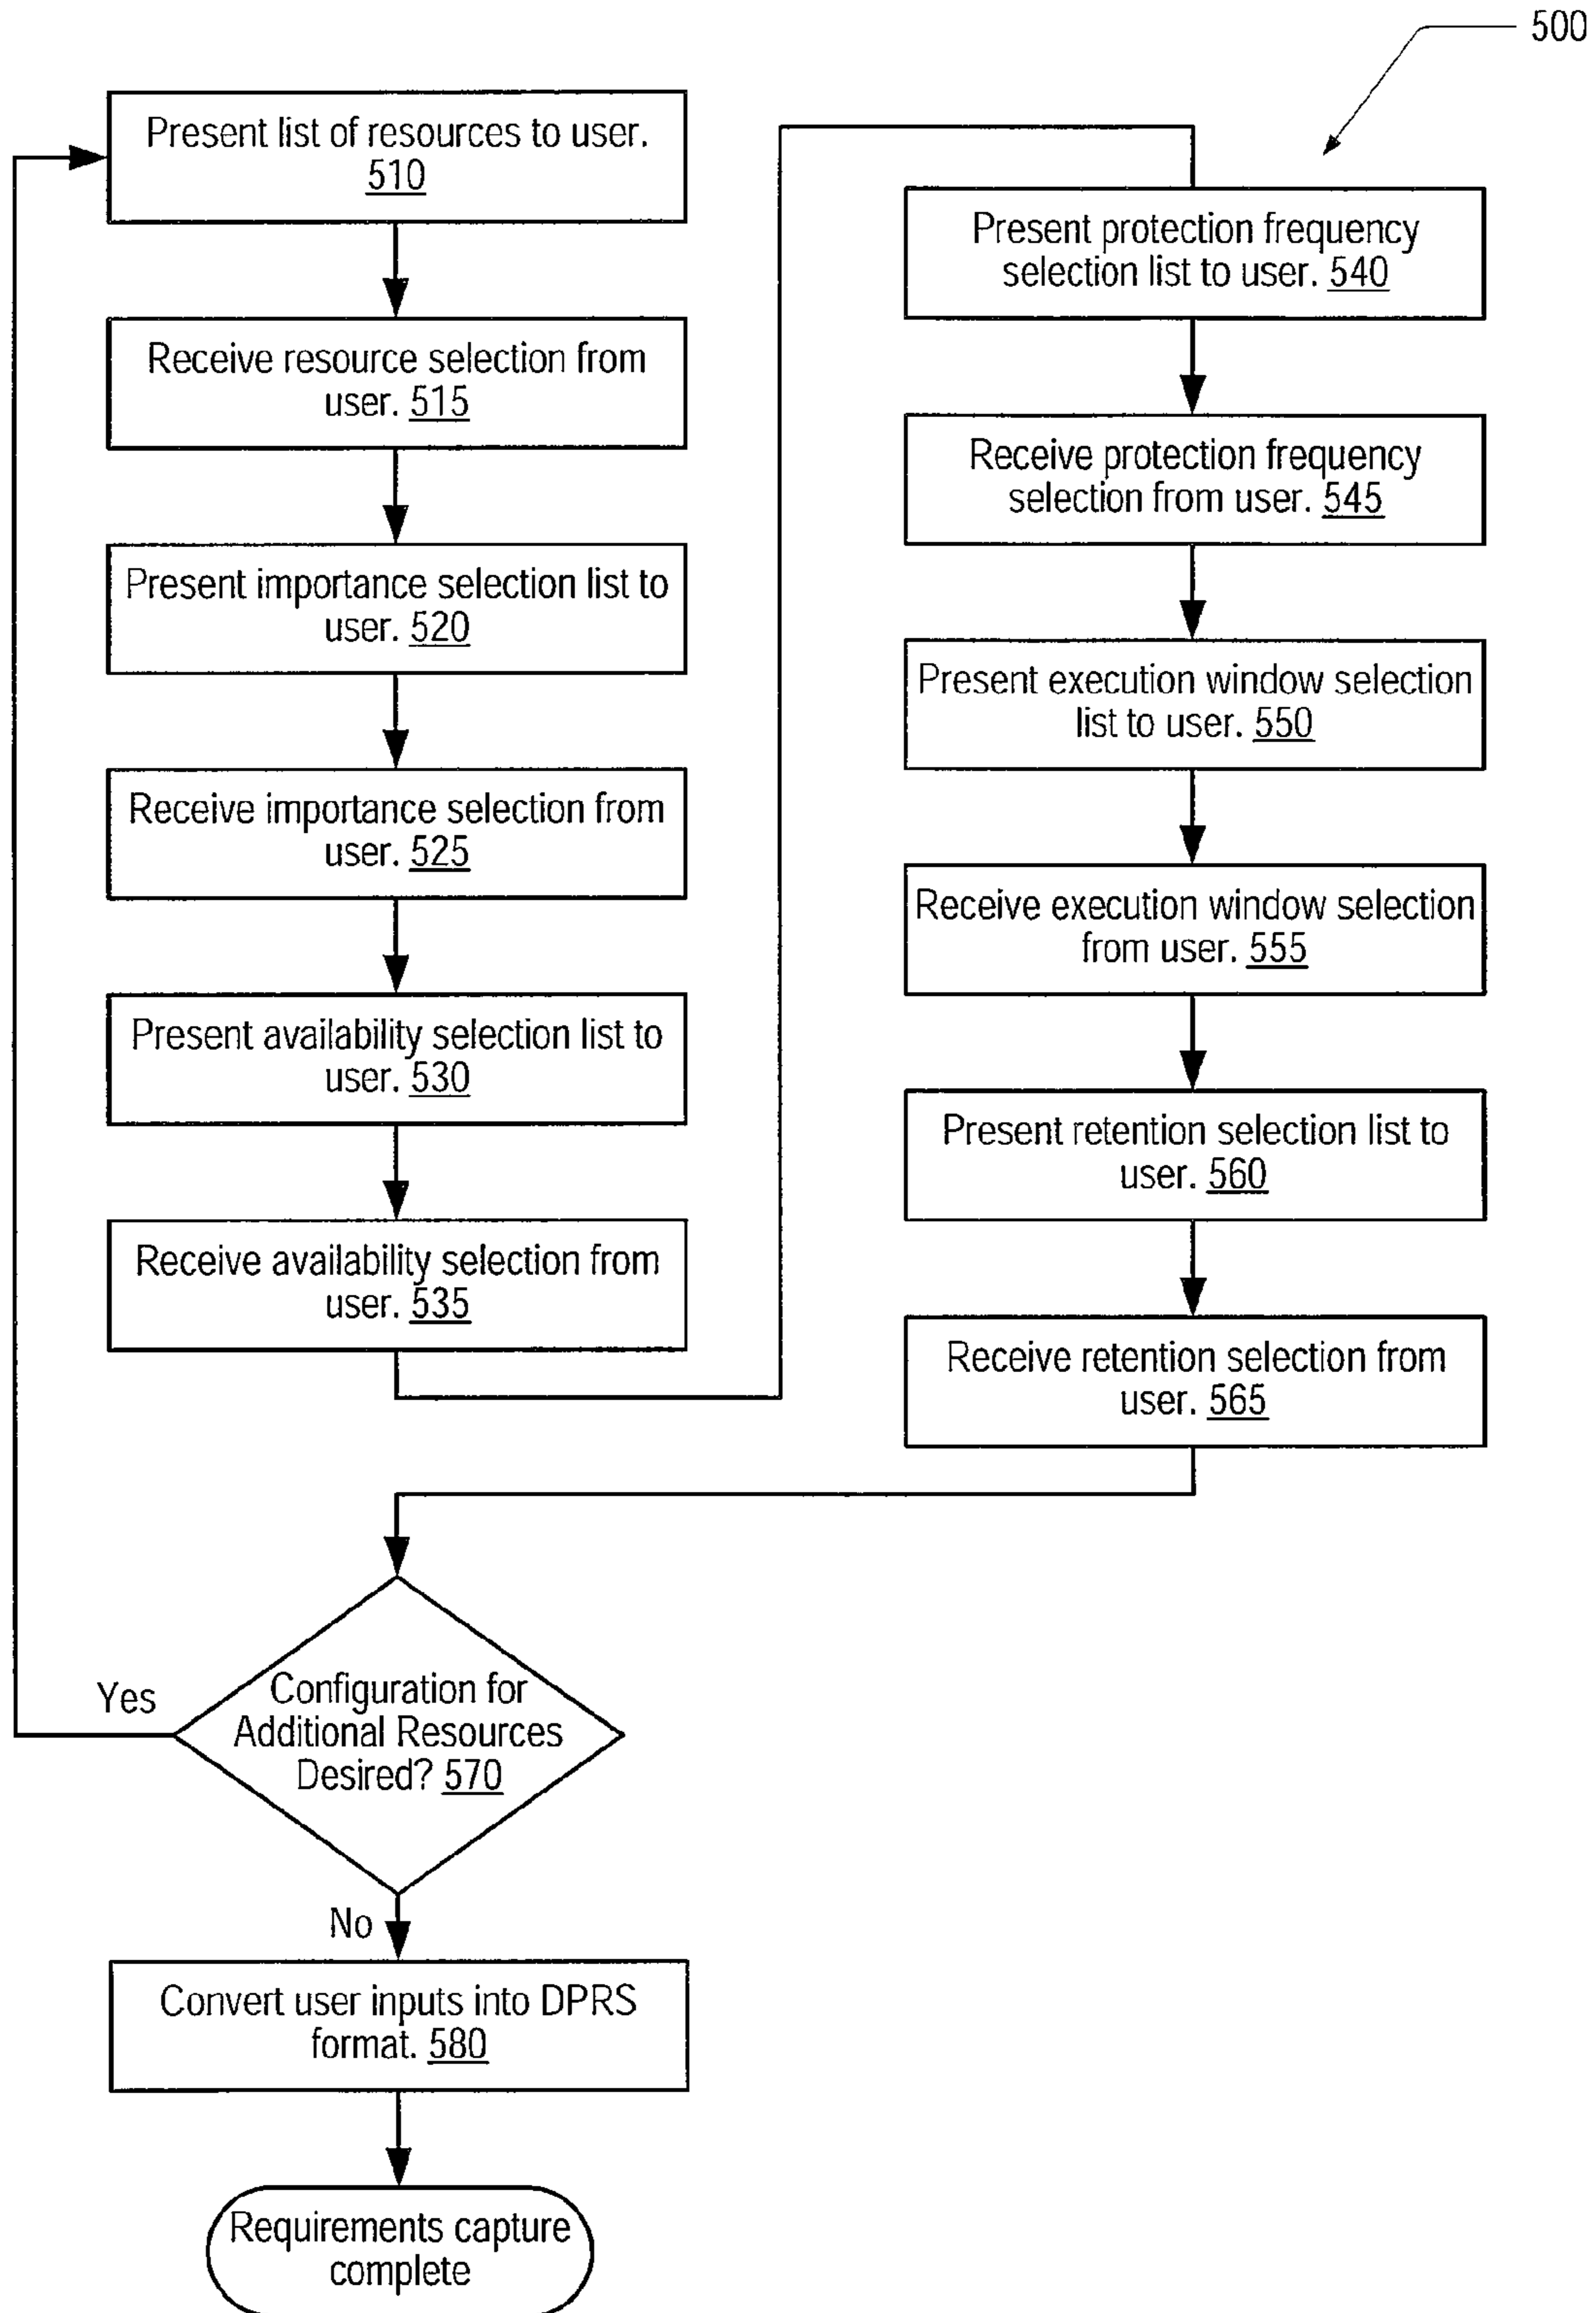 500
Present list of resources to user.
510
Receive resource selection from
user. 515
Present importance selection list to
user. 520
Receive importance selection from
user. 525
Present availability selection list to
user. 530
Receive availability selection from
user. 535
Present protection frequency
selection list to user. 540
Receive protection frequency
selection from user. 545
Present execution window selection
list to user. 550
Receive execution window selection
from user. 555
Present retention selection list to
user. 560
Receive retention selection from
user. 565
Configuration for
Additional Resources
Desired? 570
Yes
No
Convert user inputs into DPRS
format. 580
Requirements capture
complete